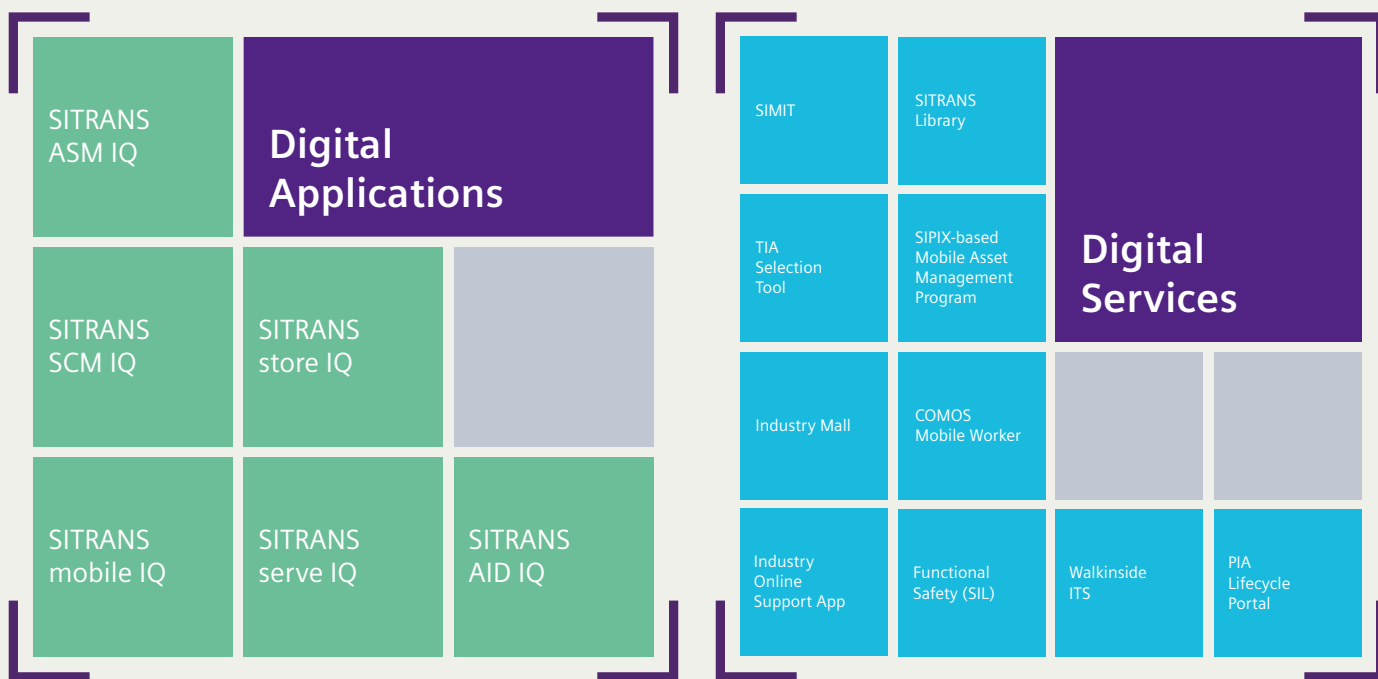 SITRANS
ASM IQ
Digital
Applications
SITRANS
SCM IQ
SITRANS
store IQ
SITRANS
mobile IQ
SITRANS
serve IQ
SITRANS
AID IQ
SIMIT
SITRANS
Library
Digital
Services
TIA
Selection
Tool
SIPIX-based
Mobile Asset
Management
Program
Industry Mall
COMOS
Mobile Worker
Industry
Online
Support App
Functional
Safety (SIL)
Walkinside
ITS
PIA
Lifecycle
Portal